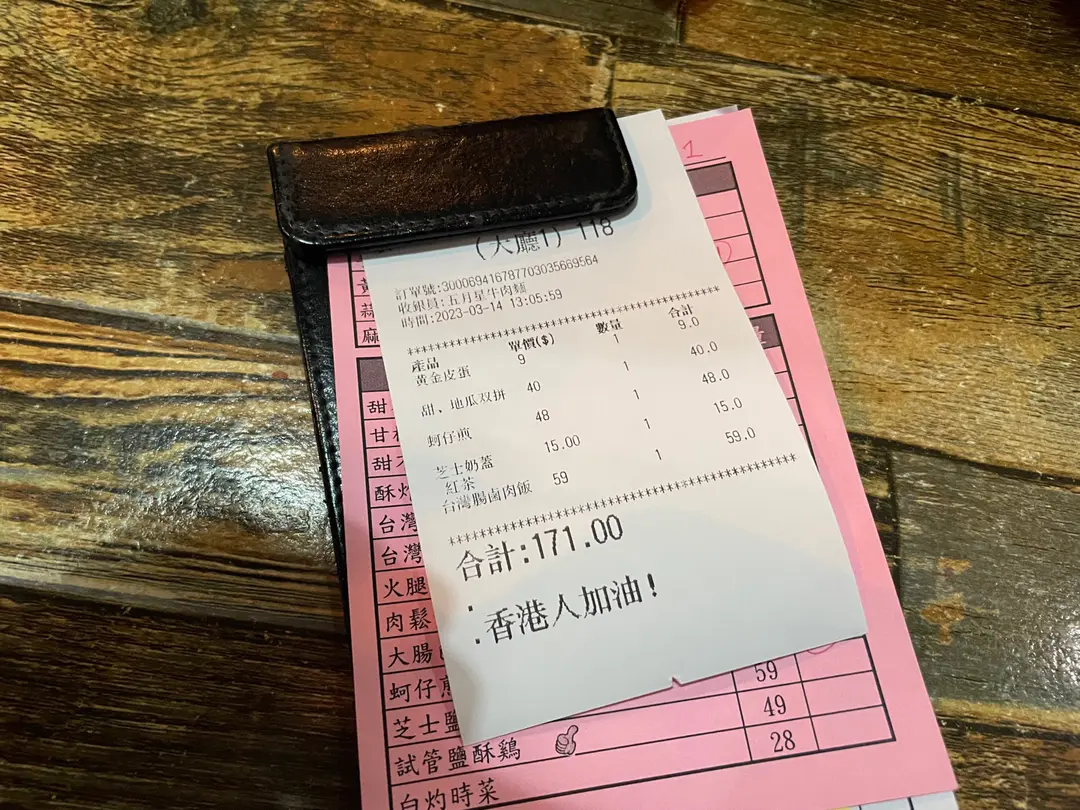 1
(大廳1) 118
訂單號:300069416787703035669564
收銀員:五月星牛肉麵
時間:2023-03-14 13:05:59
產品 單價($) 數量 合計
黃金皮蛋 9 1 9.0
甜、地瓜双拼 40 1 40.0
蚵仔煎 48 1 48.0
芝士奶蓋紅茶 15.00 1 15.0
台灣腸鹵肉飯 59 1 59.0
合計:171.00
:
.香港人加油!
麻
甜
甘
甜
酥
台灣
台灣
火腿
肉鬆
大腸
蚵仔煎 59
芝士鹽 49
試管鹽酥鷄 28
白灼時菜